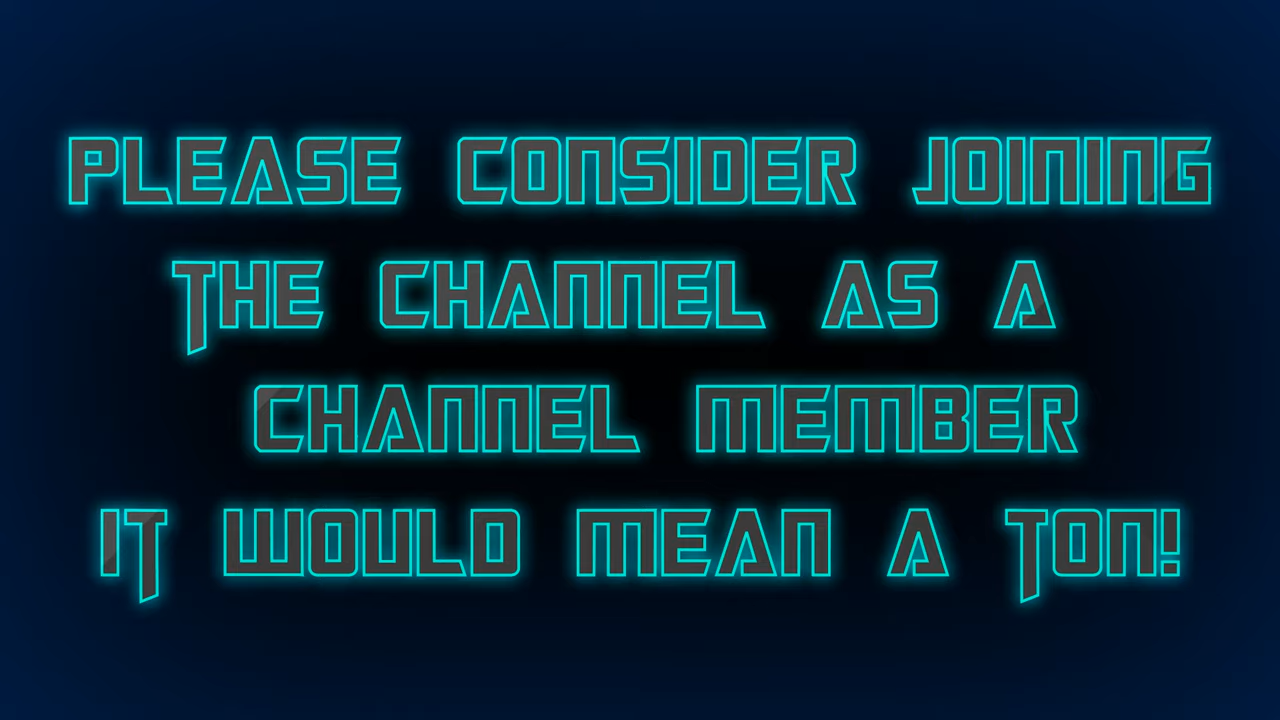 PLEASE CONSIDER JOINING
THE CHANNEL AS A
CHANNEL MEMBER
IT WOULD MEAN A TON!